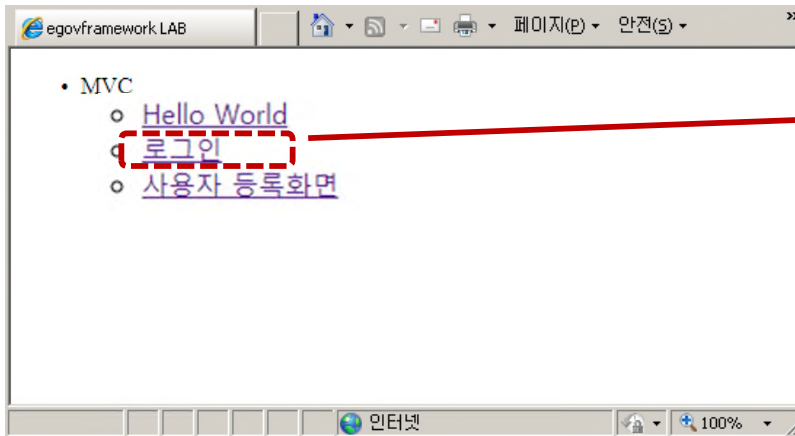 egovframework LAB
페이지(P) 안전(S) »
• MVC
Hello World
로그인
사용자 등록화면
인터넷 100%